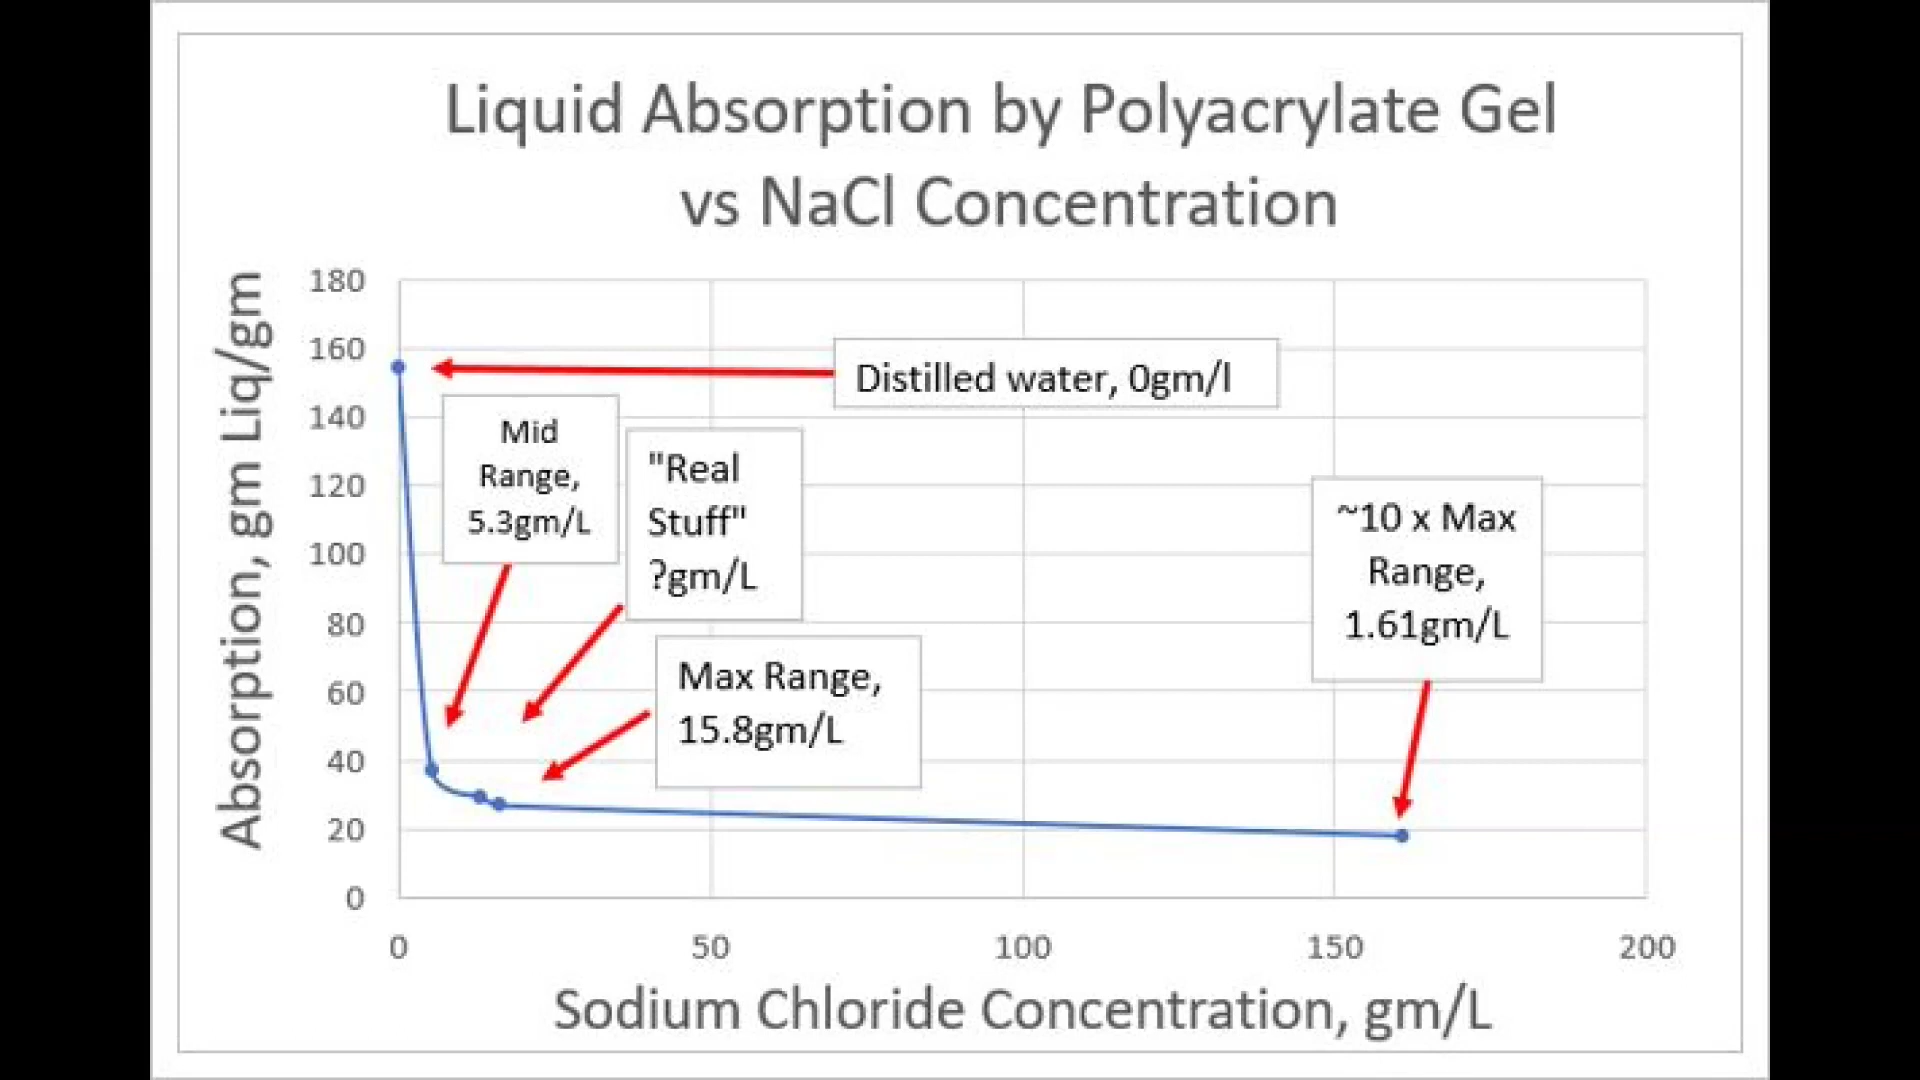 Liquid Absorption by Polyacrylate Gel
vs NaCl Concentration
Absorption, gm Liq/gm
180
160
140
120
100
80
60
40
20
0
Distilled water, 0gm/l
Mid
Range,
5.3gm/L
"Real
Stuff"
?gm/L
Max Range,
15.8gm/L
~10 x Max
Range,
1.61gm/L
0
50
100
150
200
Sodium Chloride Concentration, gm/L